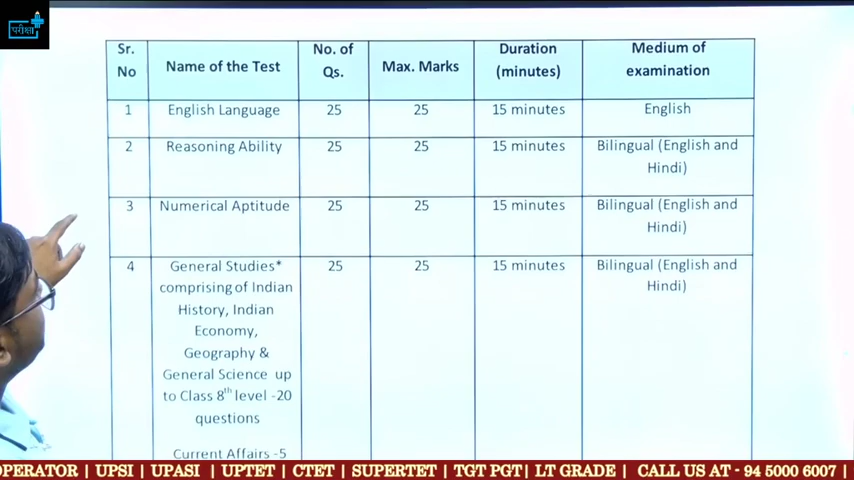 परीक्षा
Sr. No | Name of the Test | No. of Qs. | Max. Marks | Duration (minutes) | Medium of examination
1 | English Language | 25 | 25 | 15 minutes | English
2 | Reasoning Ability | 25 | 25 | 15 minutes | Bilingual (English and Hindi)
3 | Numerical Aptitude | 25 | 25 | 15 minutes | Bilingual (English and Hindi)
4 | General Studies* comprising of Indian History, Indian Economy, Geography & General Science up to Class 8th level -20 questions Current Affairs -5 | 25 | 25 | 15 minutes | Bilingual (English and Hindi)
OPERATOR | UPSI | UPASI | UPTET | CTET | SUPERTET | TGT PGT| LT GRADE | CALL US AT - 94 5000 6007 |